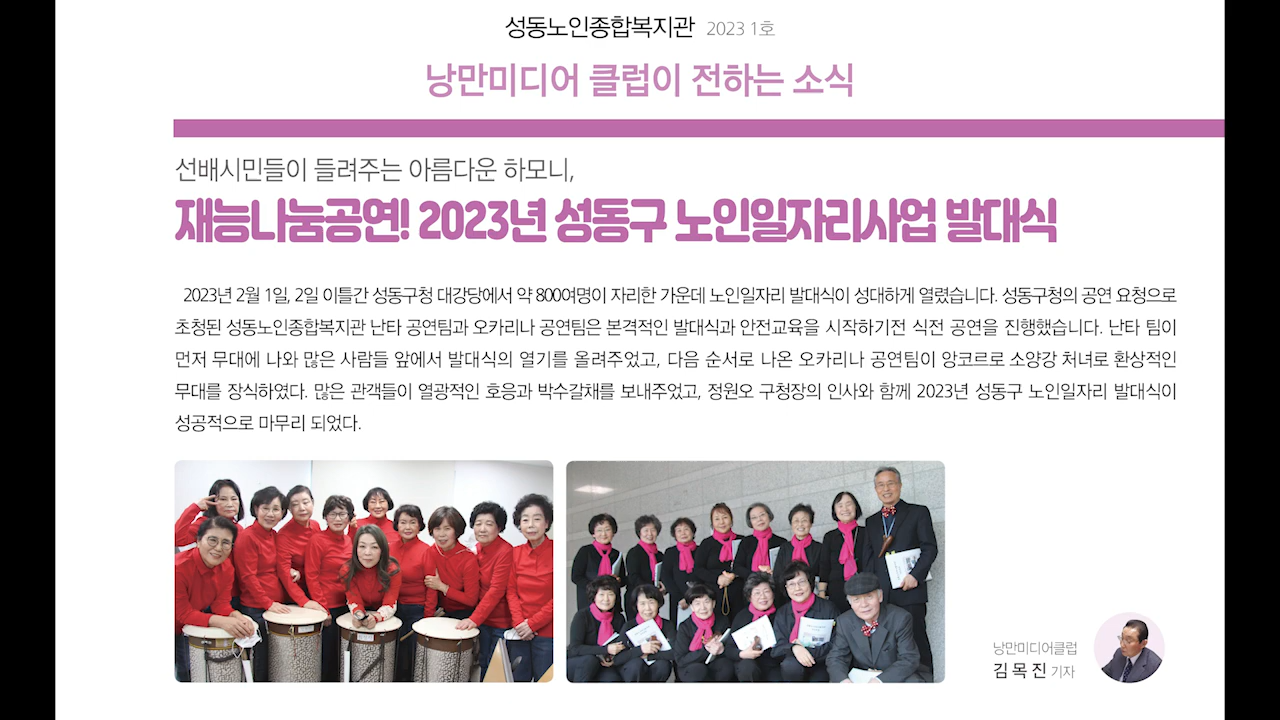 성동노인종합복지관 2023 1호
낭만미디어 클럽이 전하는 소식
선배시민들이 들려주는 아름다운 하모니,
재능나눔공연! 2023년 성동구 노인일자리사업 발대식
2023년 2월 1일, 2일 이틀간 성동구청 대강당에서 약 800여명이 자리한 가운데 노인일자리 발대식이 성대하게 열렸습니다. 성동구청의 공연 요청으로
초청된 성동노인종합복지관 난타 공연팀과 오카리나 공연팀은 본격적인 발대식과 안전교육을 시작하기전 식전 공연을 진행했습니다. 난타 팀이
먼저 무대에 나와 많은 사람들 앞에서 발대식의 열기를 올려주었고, 다음 순서로 나온 오카리나 공연팀이 앙코르로 소양강 처녀로 환상적인
무대를 장식하였다. 많은 관객들이 열광적인 호응과 박수갈채를 보내주었고, 정원오 구청장의 인사와 함께 2023년 성동구 노인일자리 발대식이
성공적으로 마무리 되었다.
낭만미디어클럽
김목진 기자